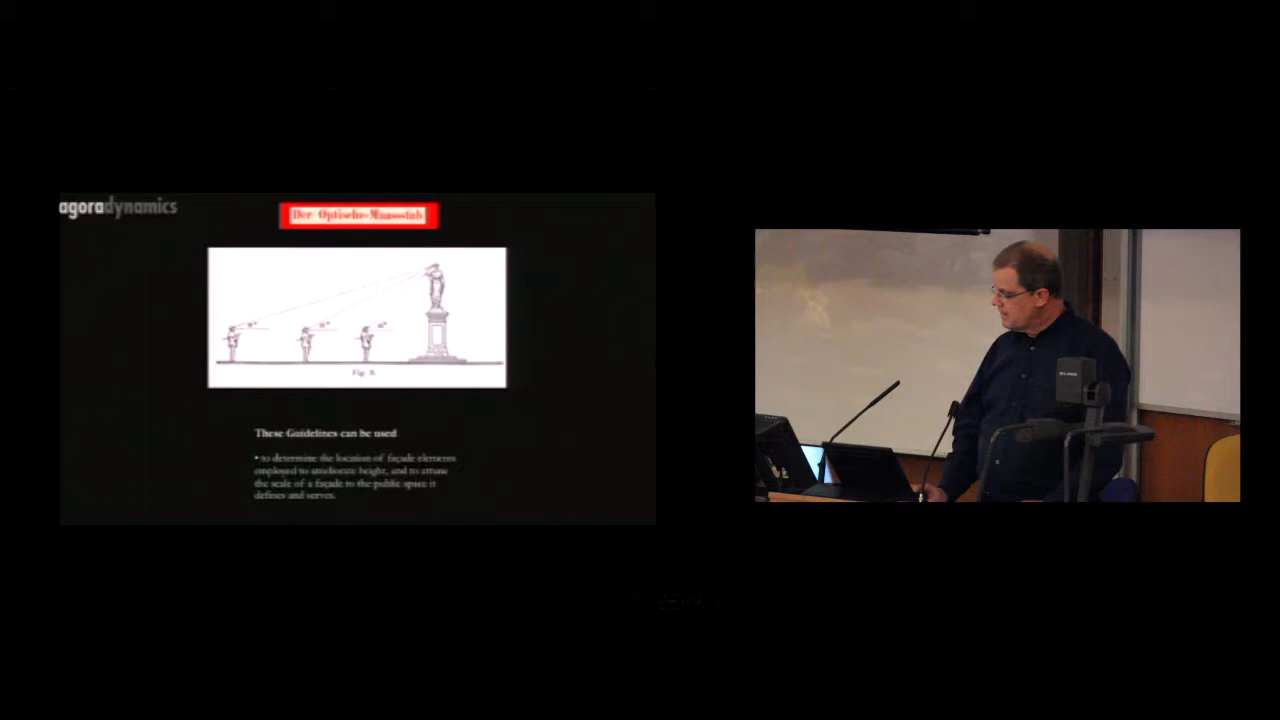 agoradynamics
Der Optische-Maassstab
Fig. 8.
These Guidelines can be used
• to determine the location of façade elements
employed to ameliorate height, and to attune
the scale of a façade to the public space it
defines and serves.